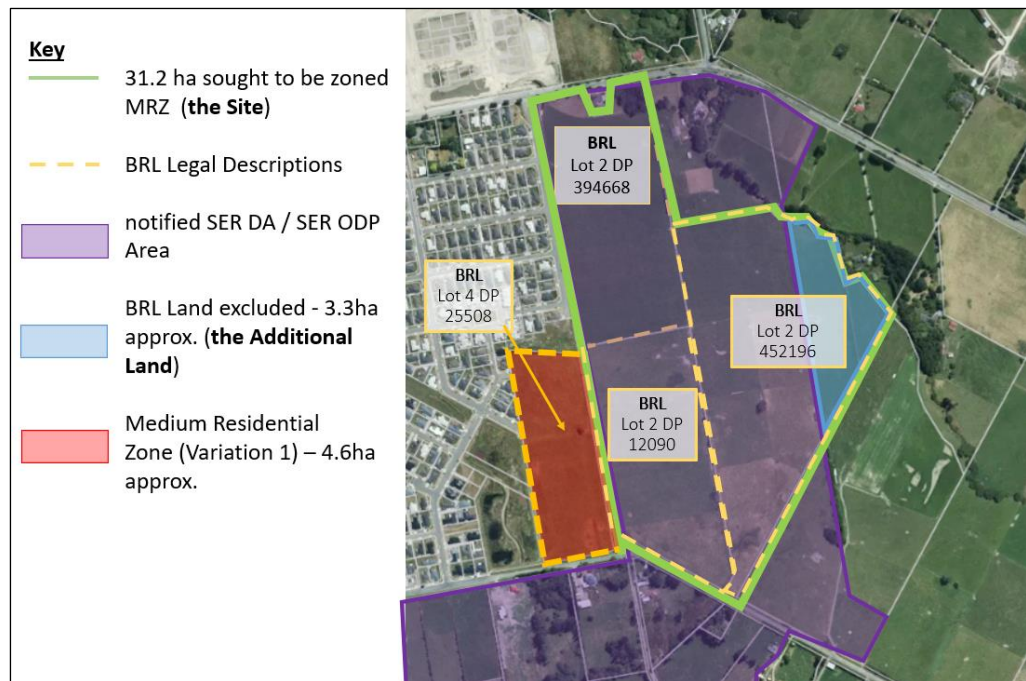 Key
31.2 ha sought to be zoned
MRZ (the Site)
BRL Legal Descriptions
notified SER DA / SER ODP
Area
BRL Land excluded - 3.3ha
approx. (the Additional
Land)
Medium Residential
Zone (Variation 1) – 4.6ha
approx.
BRL
Lot 2 DP
394668
BRL
Lot 4 DP
25508
BRL
Lot 2 DP
452196
BRL
Lot 2 DP
12090